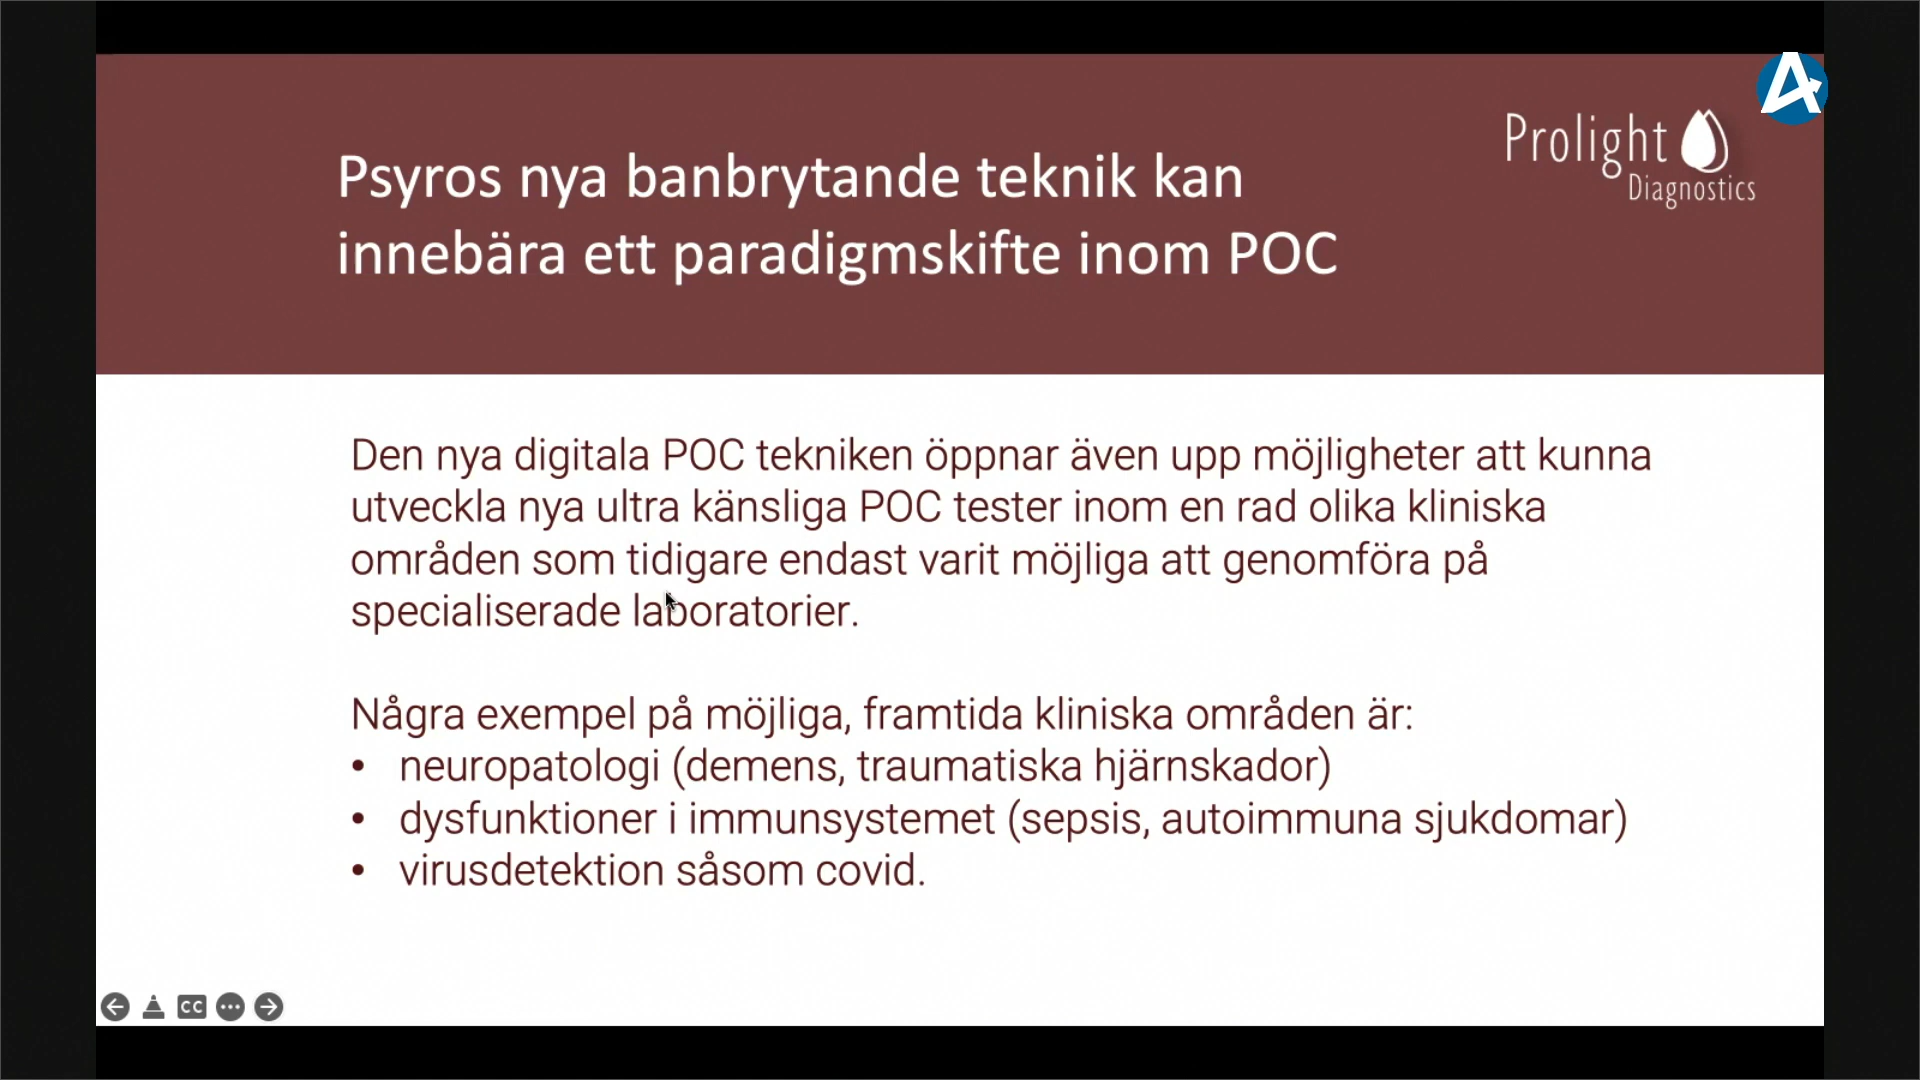 Prolight
Diagnostics
Psyros nya banbrytande teknik kan
innebära ett paradigmskifte inom POC
Den nya digitala POC tekniken öppnar även upp möjligheter att kunna
utveckla nya ultra känsliga POC tester inom en rad olika kliniska
områden som tidigare endast varit möjliga att genomföra på
specialiserade laboratorier.
Några exempel på möjliga, framtida kliniska områden är:
• neuropatologi (demens, traumatiska hjärnskador)
• dysfunktioner i immunsystemet (sepsis, autoimmuna sjukdomar)
• virusdetektion såsom covid.
CC